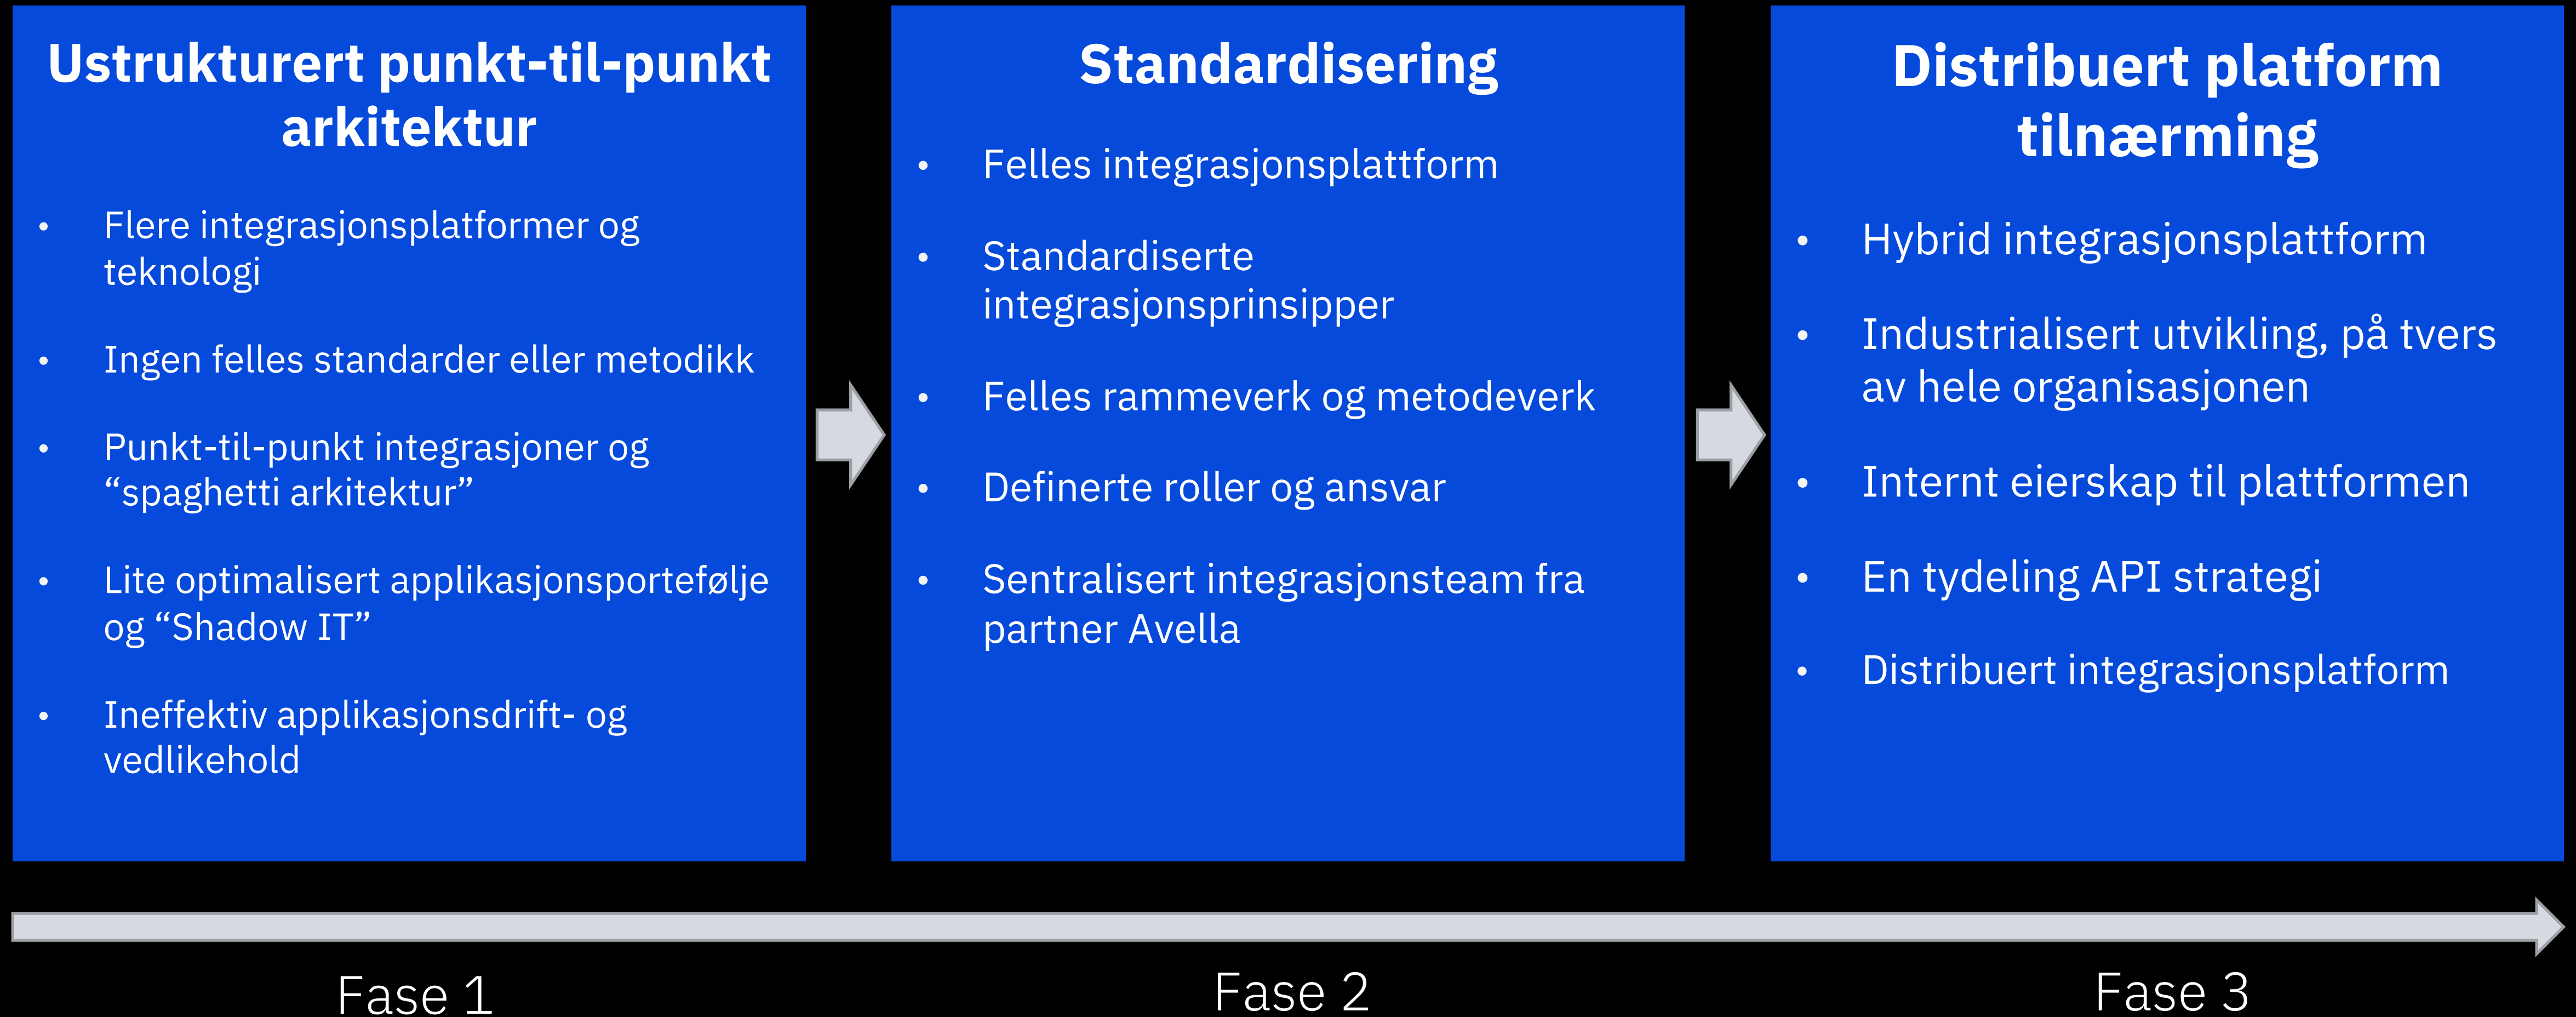 Ustrukturert punkt-til-punkt
arkitektur
• Flere integrasjonsplatformer og
teknologi
• Ingen felles standarder eller metodikk
• Punkt-til-punkt integrasjoner og
“spaghetti arkitektur”
• Lite optimalisert applikasjonsportefølje
og “Shadow IT”
• Ineffektiv applikasjonsdrift- og
vedlikehold
Standardisering
• Felles integrasjonsplattform
• Standardiserte
integrasjonsprinsipper
• Felles rammeverk og metodeverk
• Definerte roller og ansvar
• Sentralisert integrasjonsteam fra
partner Avella
Distribuert platform
tilnærming
• Hybrid integrasjonsplattform
• Industrialisert utvikling, på tvers
av hele organisasjonen
• Internt eierskap til plattformen
• En tydeling API strategi
• Distribuert integrasjonsplatform
Fase 1
Fase 2
Fase 3